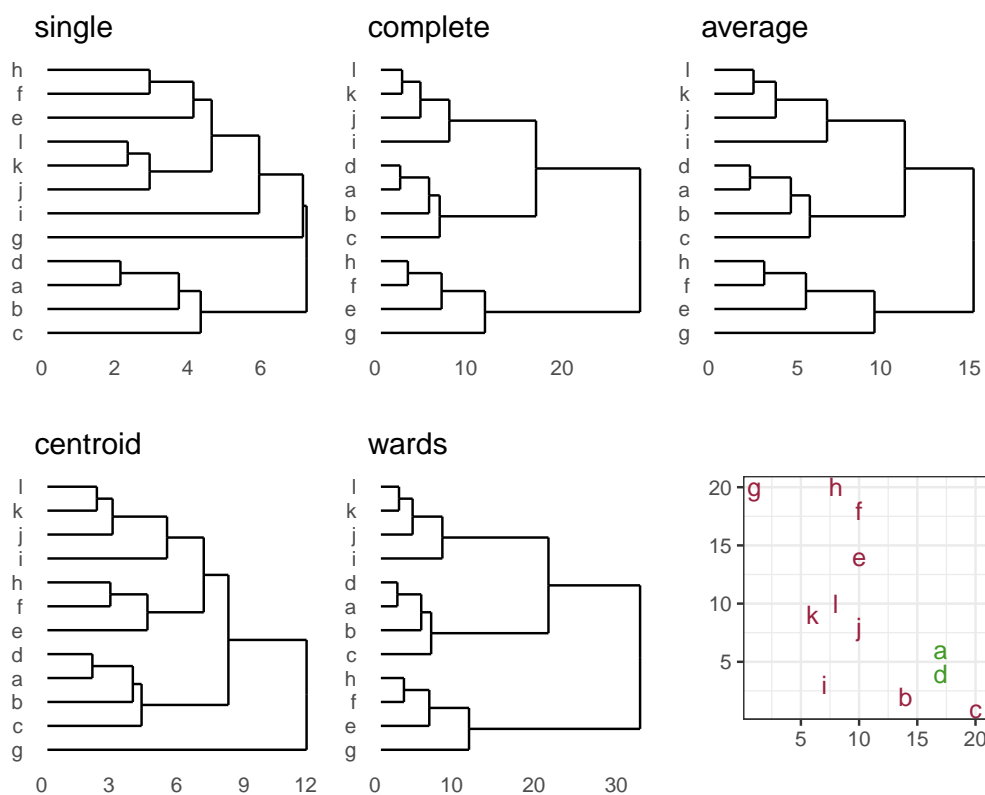 single
h
f
e
l
k
j
i
g
d
a
b
c
0 2 4 6
complete
l
k
j
i
d
a
b
c
h
f
e
g
0 10 20
average
l
k
j
i
d
a
b
c
h
f
e
g
0 5 10 15
centroid
l
k
j
i
h
f
e
d
a
b
c
g
0 3 6 9 12
wards
l
k
j
i
d
a
b
c
h
f
e
g
0 10 20 30
20
15
10
5
g h
f
e
l
k
j
a
d
i
b
c
5 10 15 20